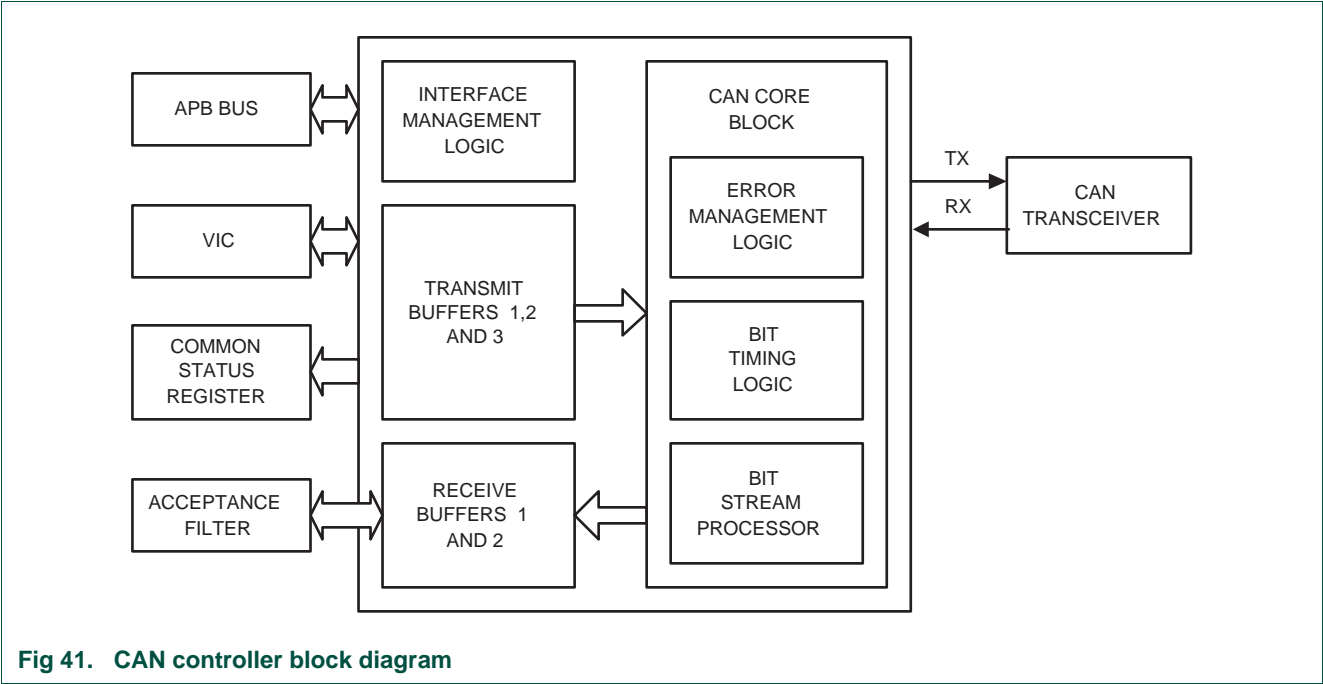 APB BUS
VIC
COMMON
STATUS
REGISTER
ACCEPTANCE
FILTER
INTERFACE
MANAGEMENT
LOGIC
TRANSMIT
BUFFERS 1,2
AND 3
RECEIVE
BUFFERS 1
AND 2
CAN CORE
BLOCK
ERROR
MANAGEMENT
LOGIC
BIT
TIMING
LOGIC
BIT
STREAM
PROCESSOR
TX
RX
CAN
TRANSCEIVER
Fig 41. CAN controller block diagram